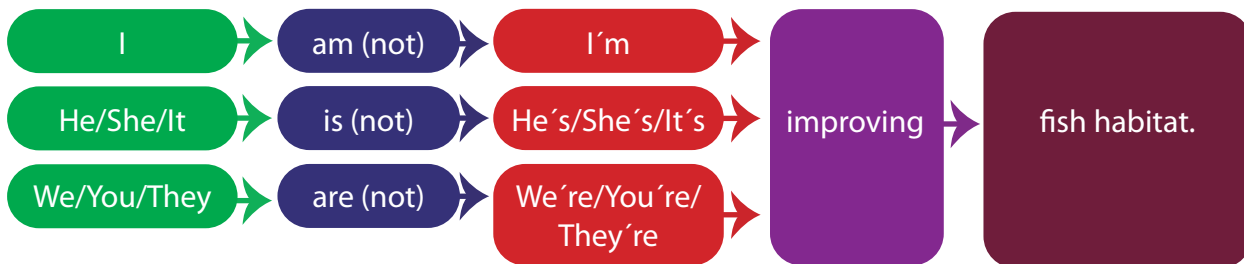 I
am (not)
I´m
He/She/It
is (not)
He´s/She´s/It´s
improving
fish habitat.
We/You/They
are (not)
We´re/You´re/
They´re